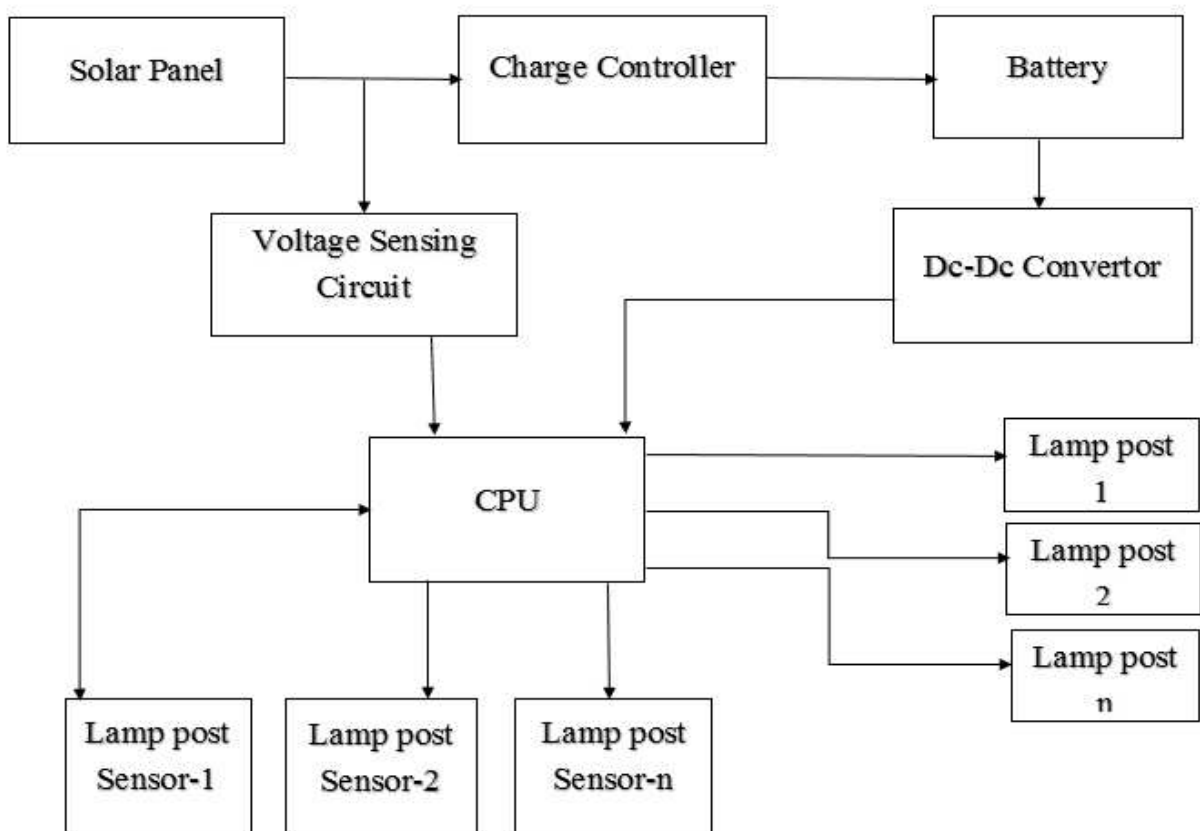 Solar Panel
Charge Controller
Battery
Voltage Sensing
Circuit
Dc-Dc Convertor
CPU
Lamp post
1
Lamp post
2
Lamp post
n
Lamp post
Sensor-1
Lamp post
Sensor-2
Lamp post
Sensor-n